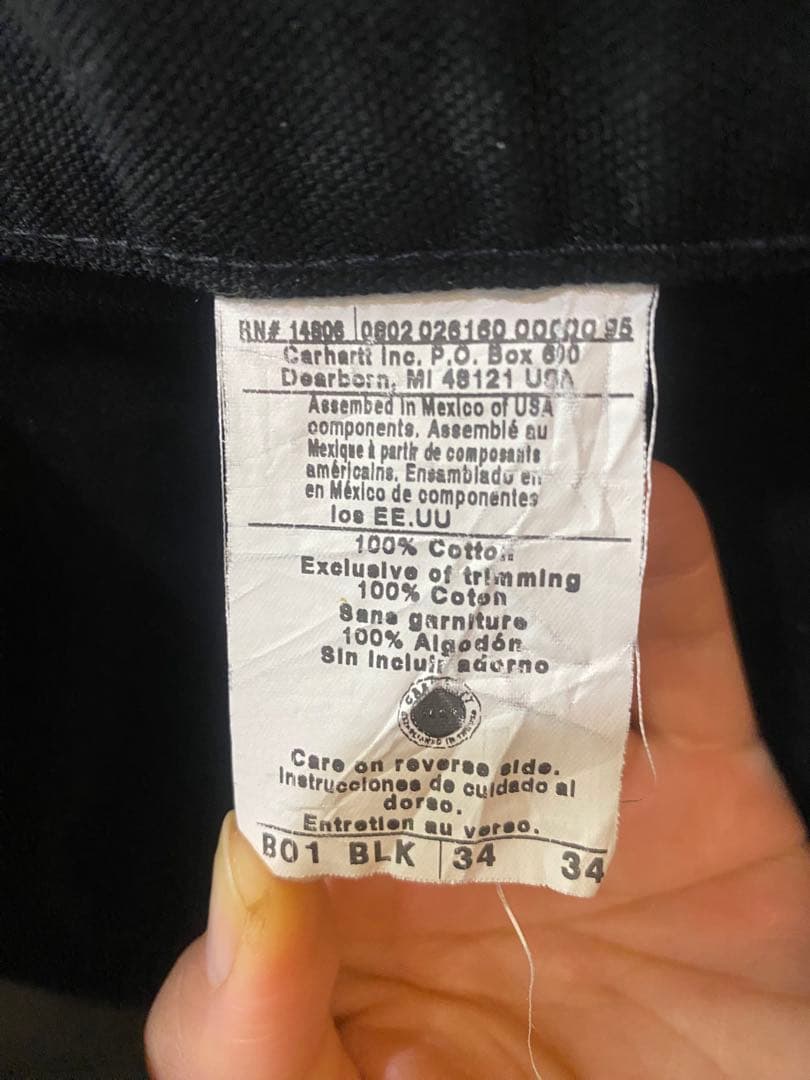 RN# 14806 0802 026160 00000 95
Carhartt Inc. P.O. Box 600
Dearborn, MI 48121 USA
Assembed in Mexico of USA
components. Assemblé au
Mexique à partir de composants
américains. Ensamblado en
en México de componentes
los EE.UU
100% Cotton
Exclusive of trimming
100% Coton
Sans garniture
100% Algodón
Sin incluir adorno
Care on reverse side.
Instrucciones de cuidado al
dorso.
Entretien au verso.
B01 BLK 34 34